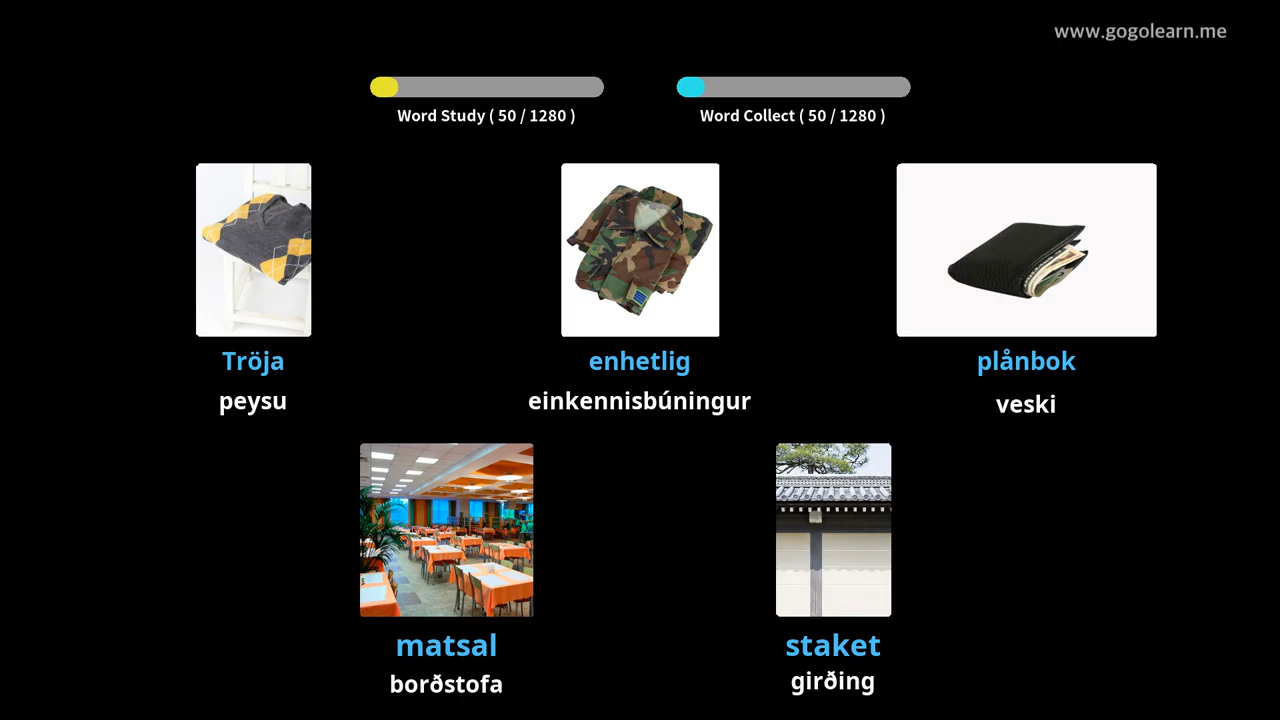 www.gogolearn.me
Word Study ( 50 / 1280 )
Word Collect ( 50 / 1280 )
Tröja
enhetlig
plånbok
peysu
einkennisbúningur
veski
matsal
staket
borðstofa
girðing